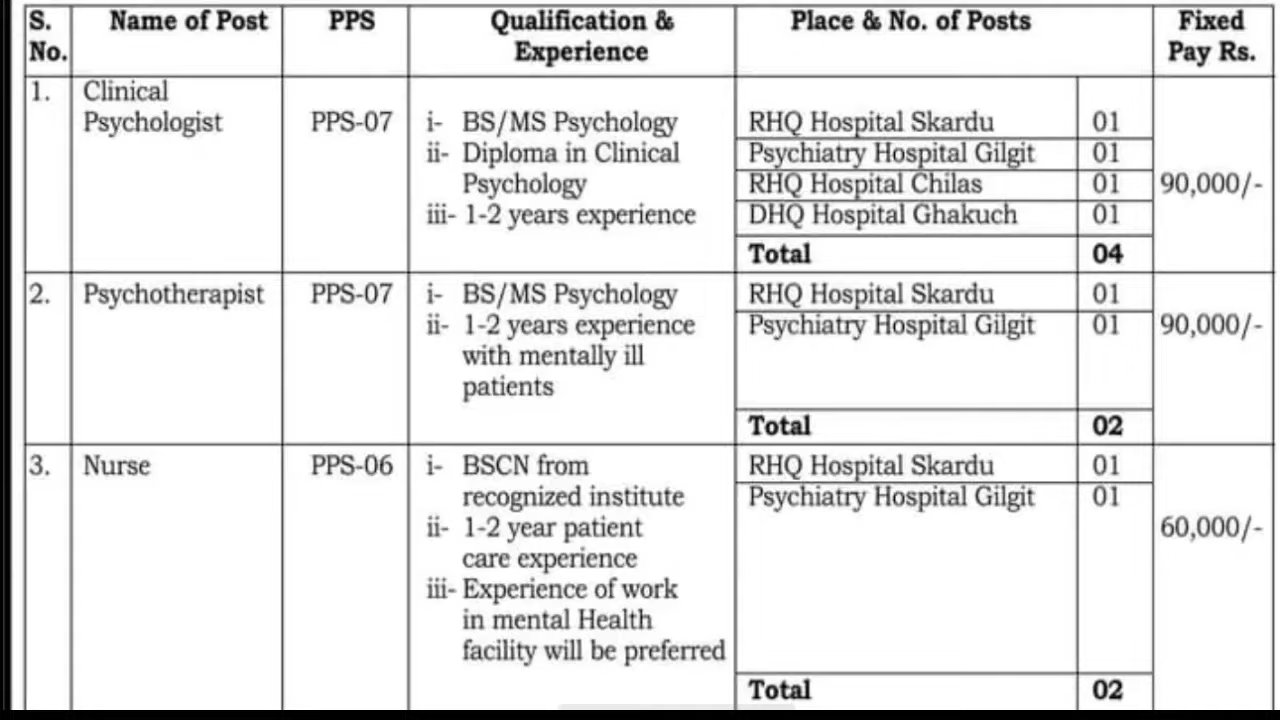 S. No. Name of Post PPS Qualification & Experience Place & No. of Posts Fixed Pay Rs.
1. Clinical
Psychologist PPS-07 i- BS/MS Psychology RHQ Hospital Skardu 01
ii- Diploma in Clinical Psychiatry Hospital Gilgit 01
Psychology RHQ Hospital Chilas 01 90,000/-
iii- 1-2 years experience DHQ Hospital Ghakuch 01
Total 04
2. Psychotherapist PPS-07 i- BS/MS Psychology RHQ Hospital Skardu 01
ii- 1-2 years experience Psychiatry Hospital Gilgit 01 90,000/-
with mentally ill
patients
Total 02
3. Nurse PPS-06 i- BSCN from RHQ Hospital Skardu 01
recognized institute Psychiatry Hospital Gilgit 01
ii- 1-2 year patient 60,000/-
care experience
iii- Experience of work
in mental Health
facility will be preferred
Total 02